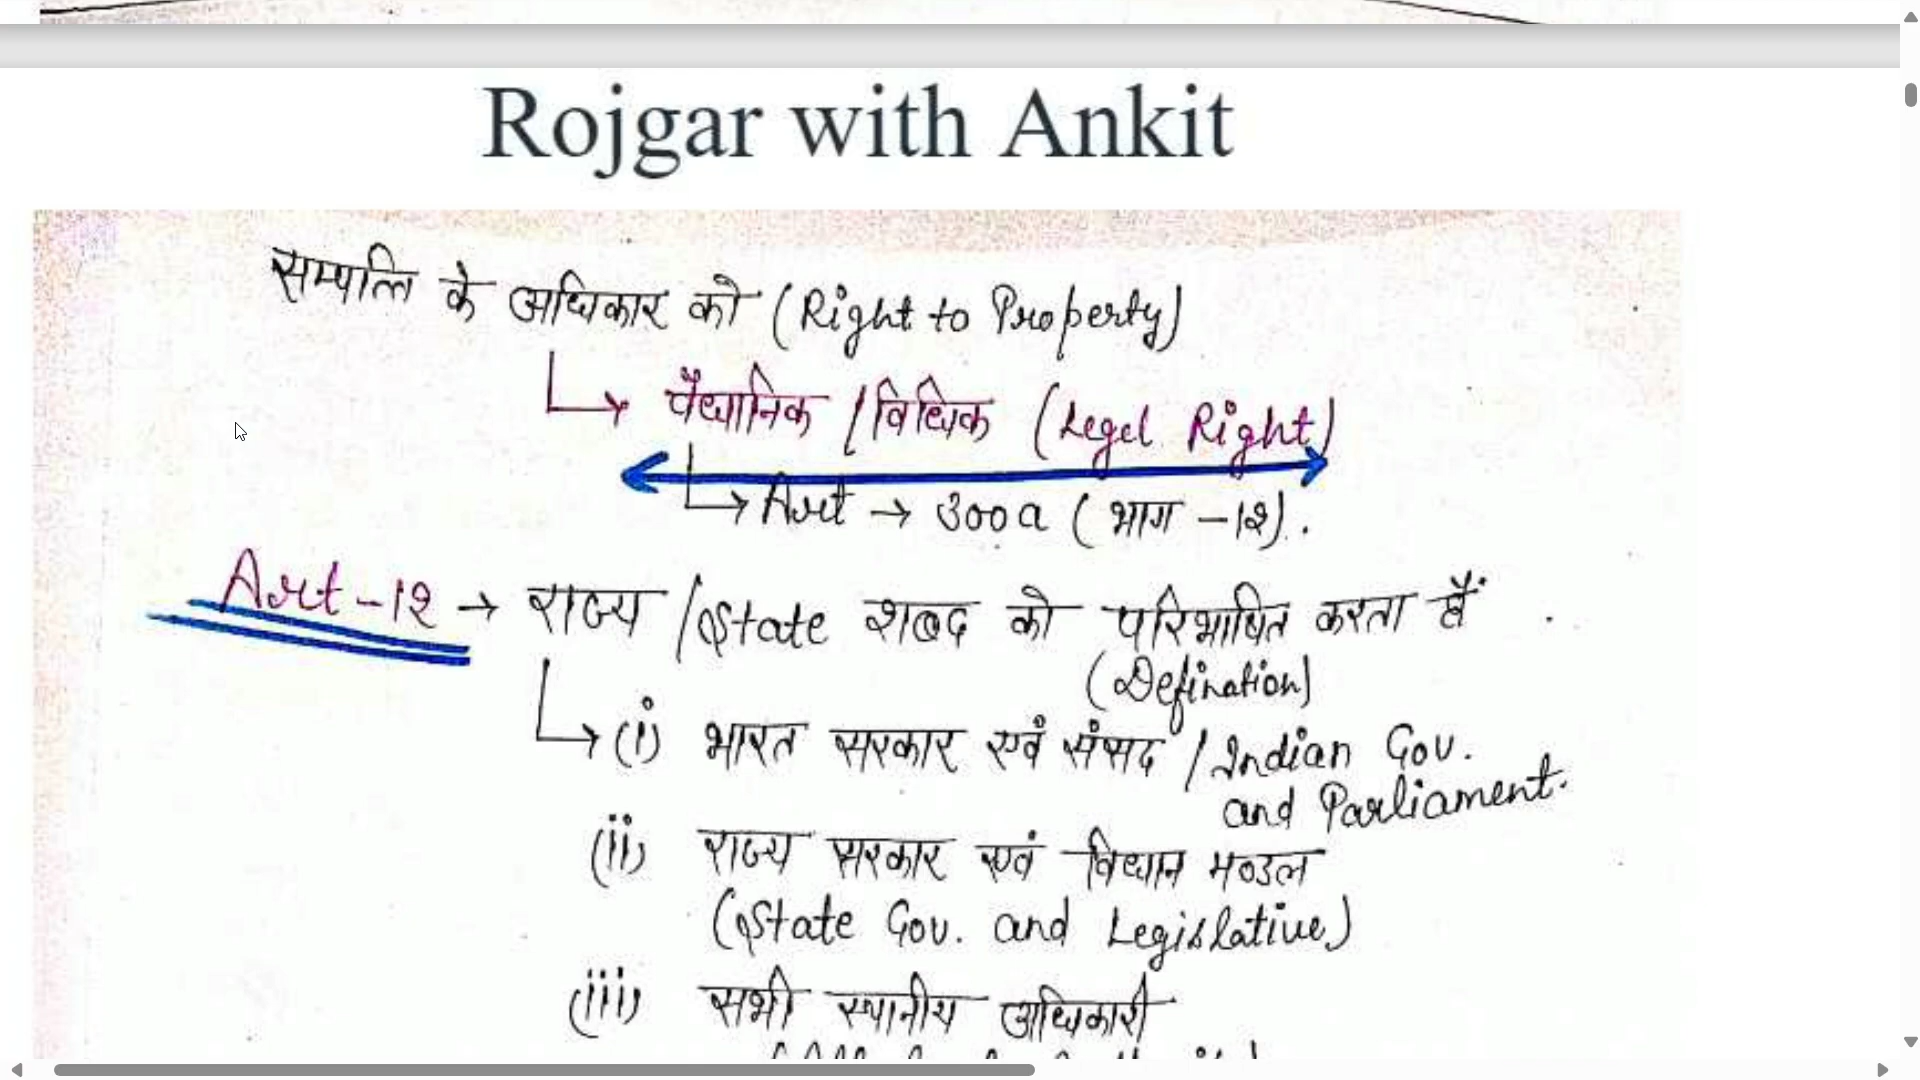 Rojgar with Ankit
सम्पत्ति के अधिकार को (Right to Property)
↳ वैधानिक / विधिक (Legel Right)
↳ Art → 300a (भाग -12).
Art -12 → राज्य / State शब्द को परिभाषित करता हैं .
(Defination)
↳ (i) भारत सरकार एवं संसद / Indian Gov.
and Parliament.
(ii) राज्य सरकार एवं विधान मण्डल
(State Gov. and Legislative)
(iii) सभी स्थानीय अधिकारी